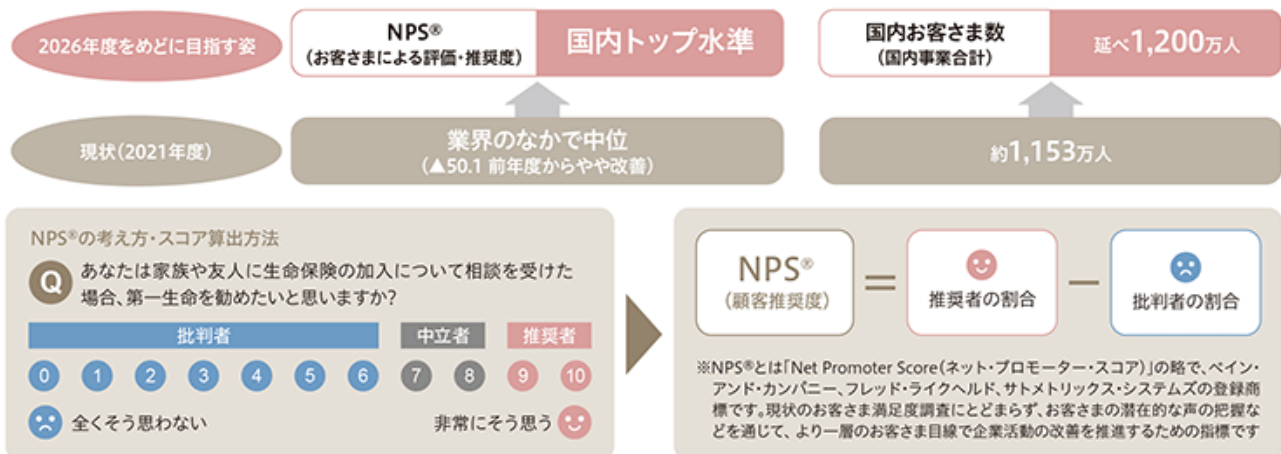 2026年度をめどに目指す姿
NPS®
(お客さまによる評価・推奨度)
国内トップ水準
国内お客さま数
(国内事業合計)
延べ1,200万人
現状(2021年度)
業界のなかで中位
(▲50.1 前年度からやや改善)
約1,153万人
NPS®の考え方・スコア算出方法
Q
あなたは家族や友人に生命保険の加入について相談を受けた
場合、第一生命を勧めたいと思いますか?
批判者 中立者 推奨者
0 1 2 3 4 5 6 7 8 9 10
全くそう思わない 非常にそう思う
NPS®
(顧客推奨度)
=
推奨者の割合
−
批判者の割合
※NPS®とは「Net Promoter Score(ネット・プロモーター・スコア)」の略で、ベイン・
アンド・カンパニー、フレッド・ライクヘルド、サトメトリックス・システムズの登録商
標です。現状のお客さま満足度調査にとどまらず、お客さまの潜在的な声の把握な
どを通じて、より一層のお客さま目線で企業活動の改善を推進するための指標です